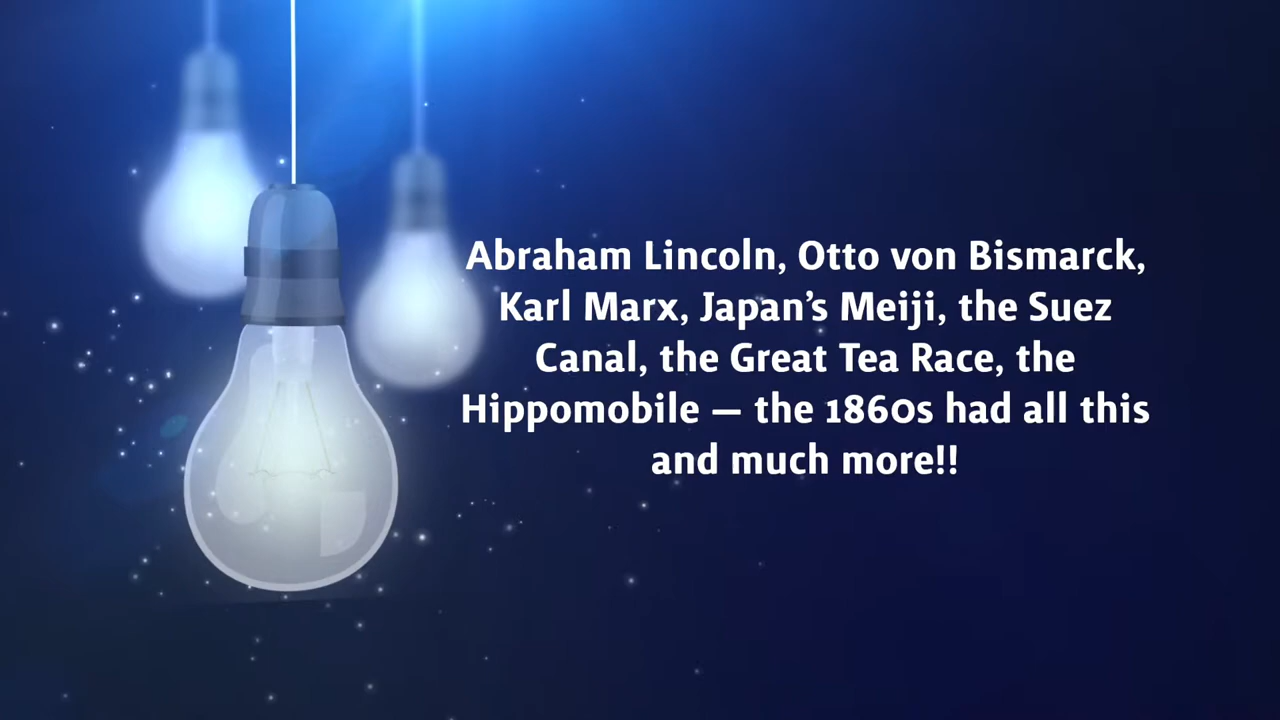 Abraham Lincoln, Otto von Bismarck,
Karl Marx, Japan’s Meiji, the Suez
Canal, the Great Tea Race, the
Hippomobile — the 1860s had all this
and much more!!